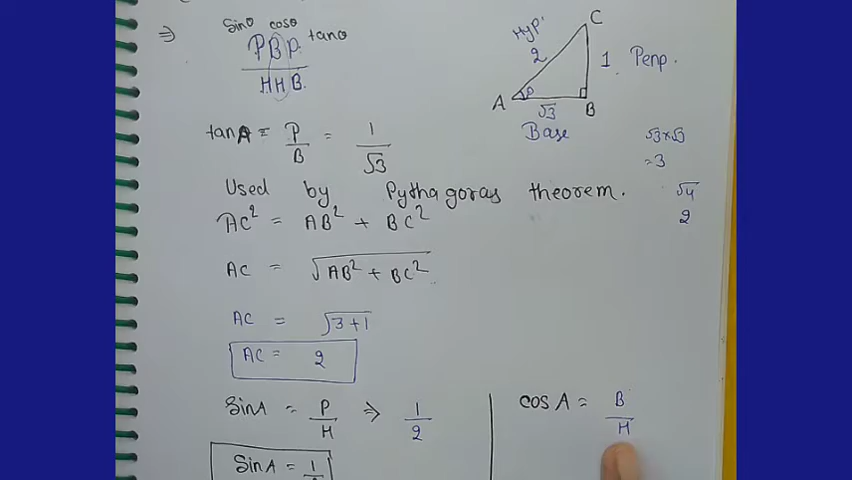 ⇒ Sinθ cosθ tanθ
PBP
HHB
C
Hyp
2
1 Penp.
A θ B
√3
Base
tanA = P/B = 1/√3
√3×√3
=3
Used by Pythagoras theorem.
√4
2
AC² = AB² + BC²
AC = √AB² + BC²
AC = √3+1
AC = 2
SinA = P/H ⇒ 1/2
cos A = B/H
SinA = 1/